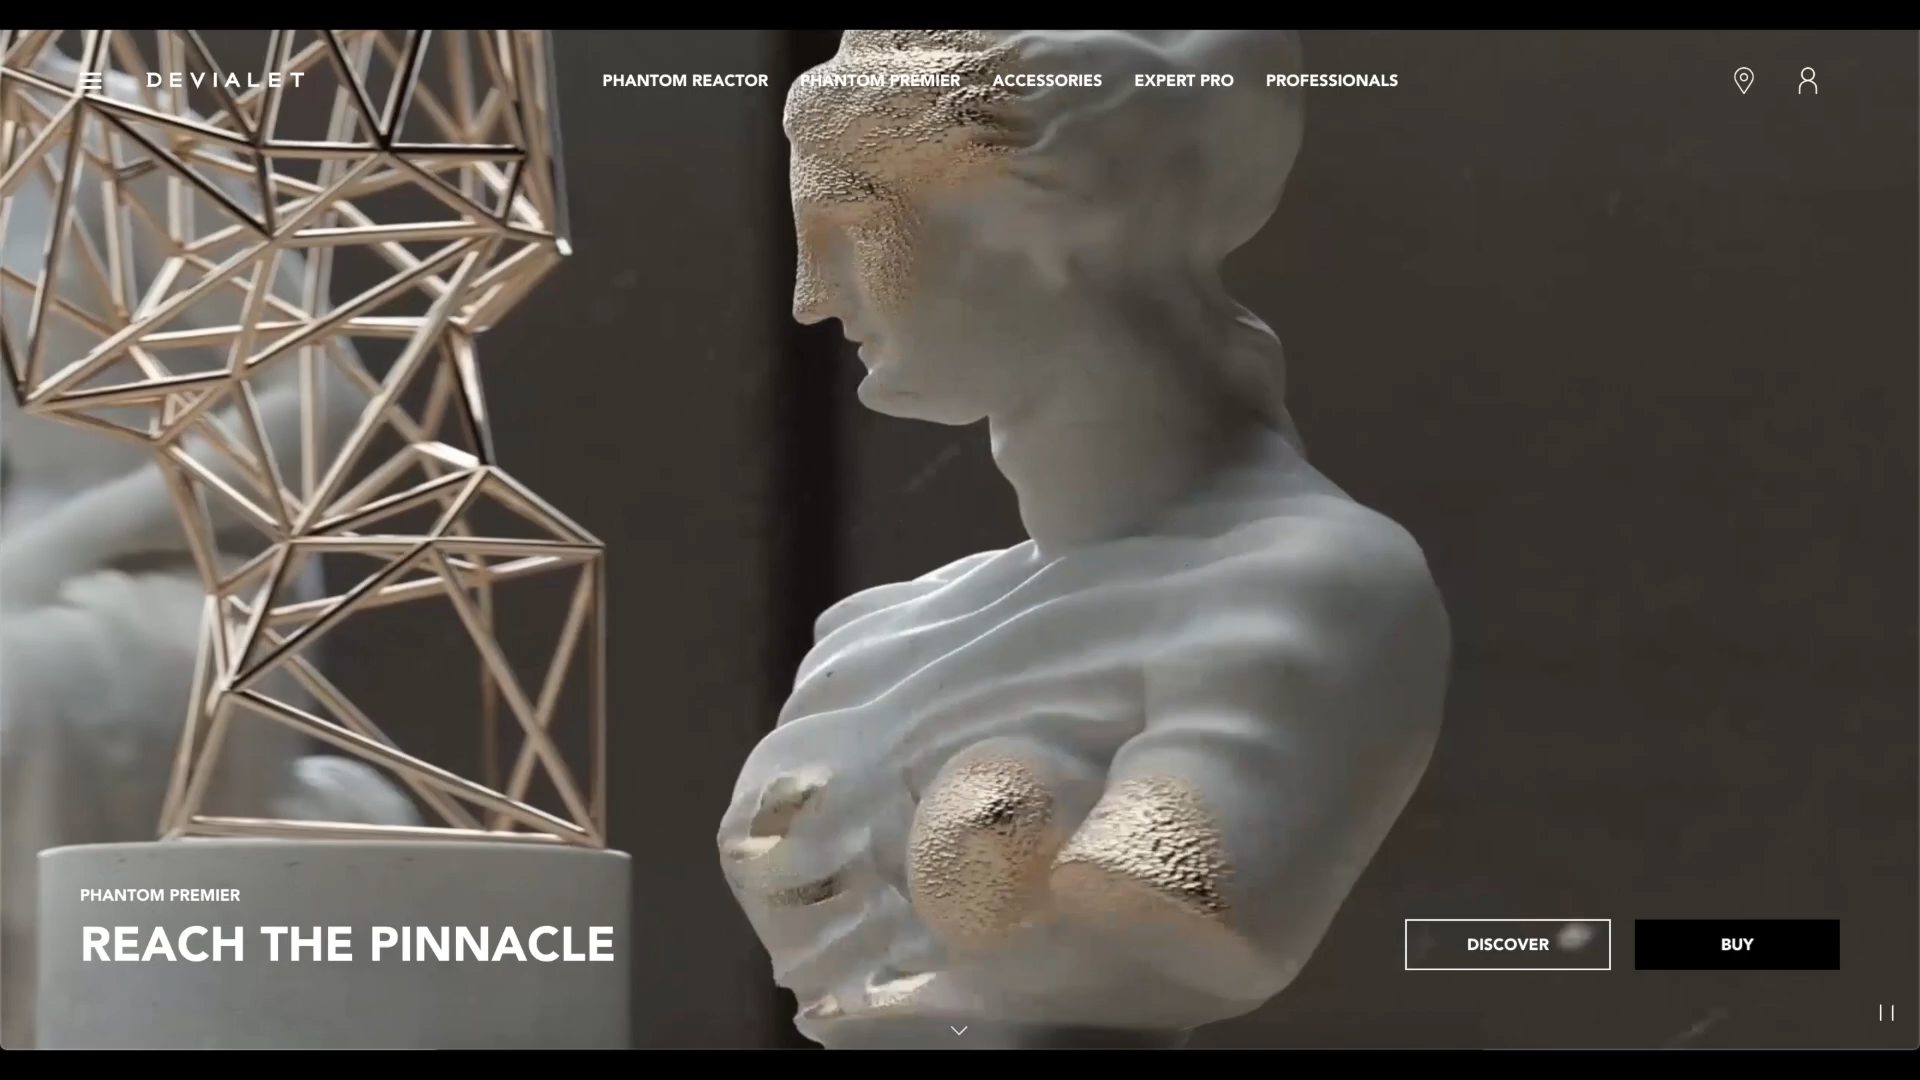 DEVIALET
PHANTOM REACTOR
PHANTOM PREMIER
ACCESSORIES
EXPERT PRO
PROFESSIONALS
PHANTOM PREMIER
REACH THE PINNACLE
DISCOVER
BUY